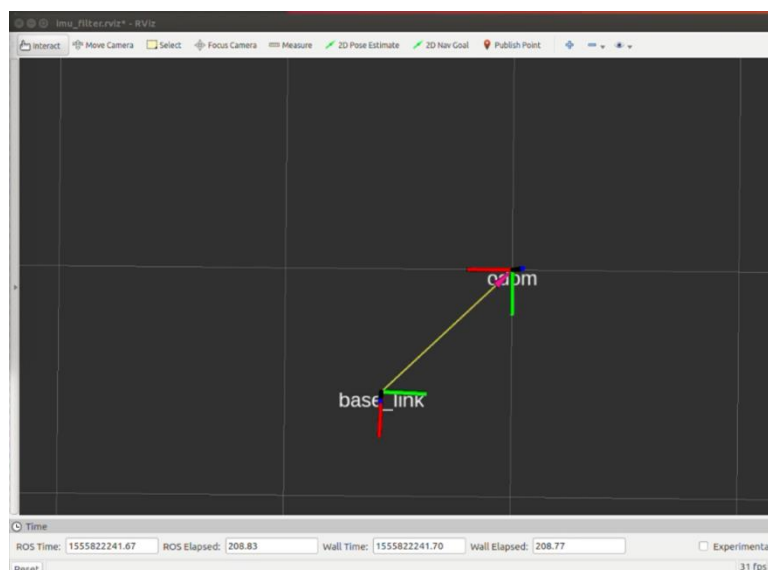 imu_filter.rviz* - RViz
Interact Move Camera Select Focus Camera Measure 2D Pose Estimate 2D Nav Goal Publish Point
odom
base_link
Time
ROS Time: 1555822241.67 ROS Elapsed: 208.83 Wall Time: 1555822241.70 Wall Elapsed: 208.77 Experimenta
Reset 31 fps